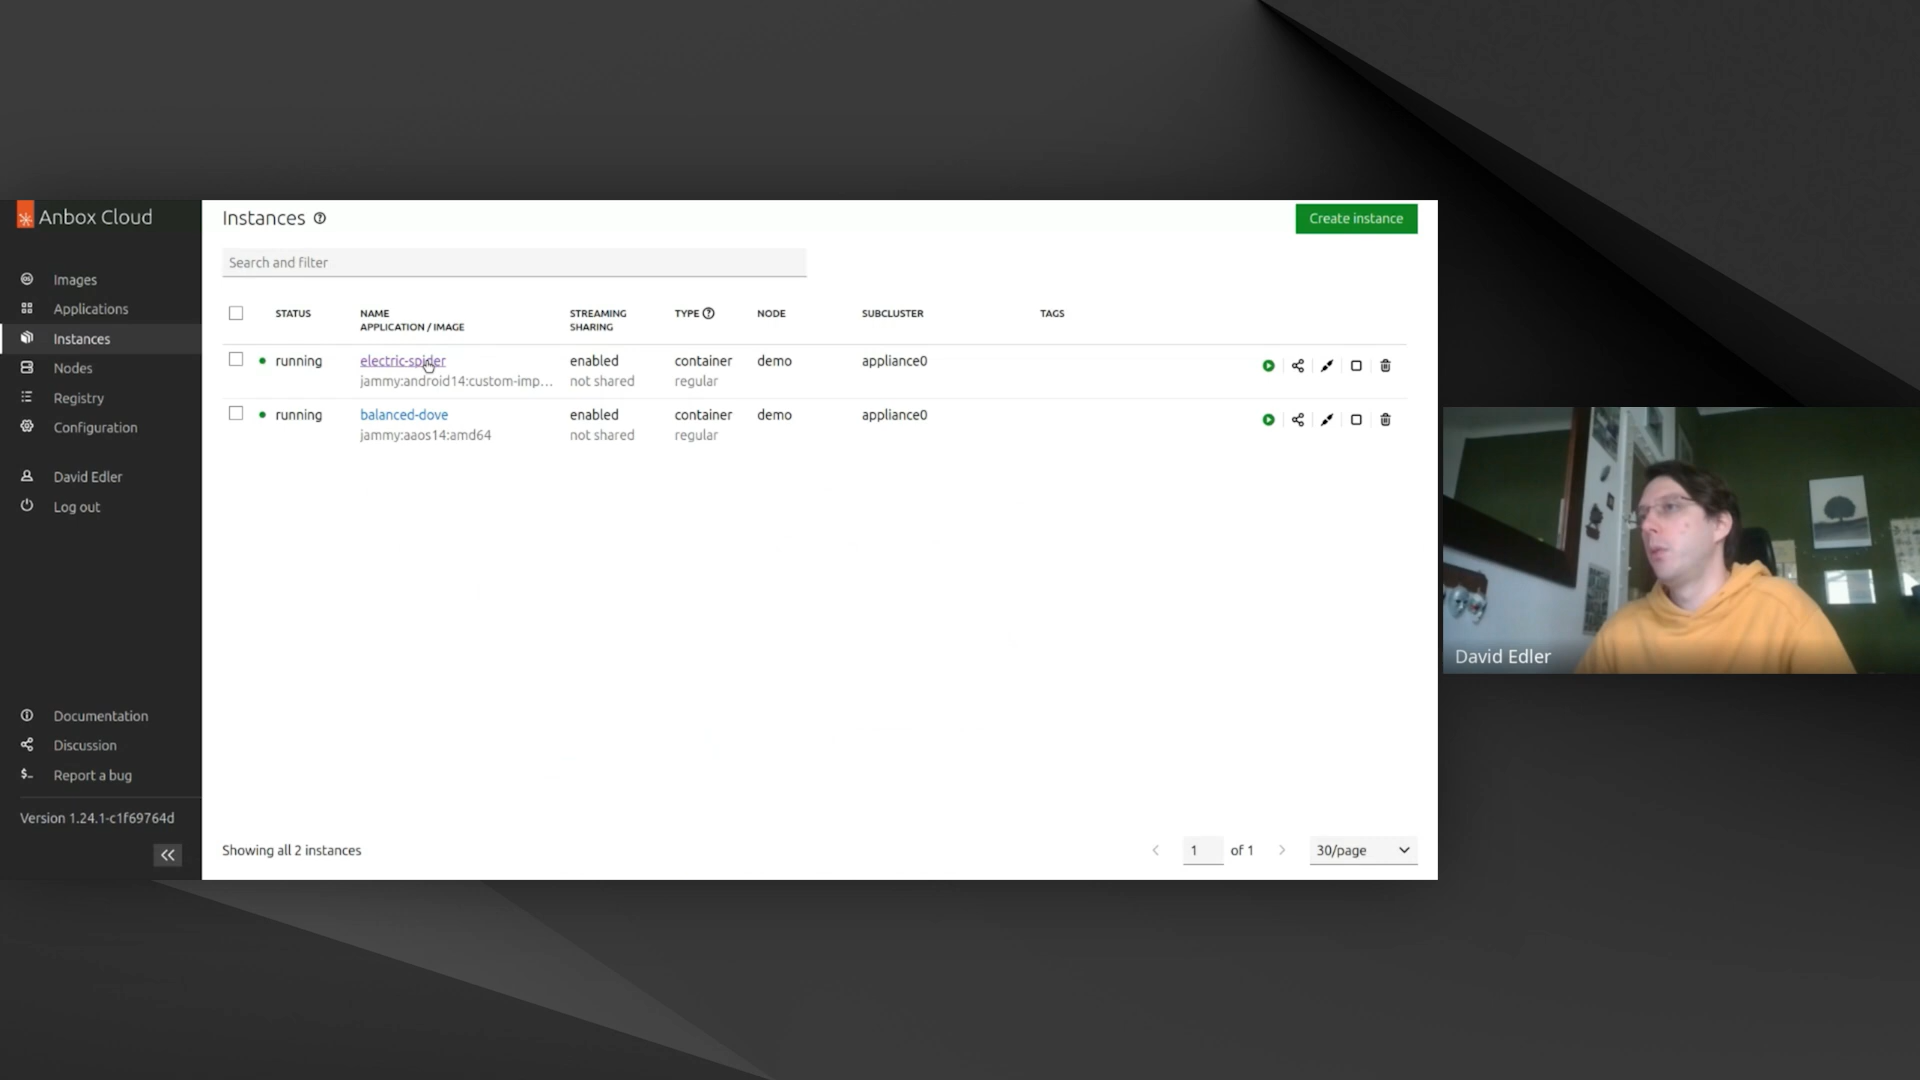 Anbox Cloud
Images
Applications
Instances
Nodes
Registry
Configuration
David Edler
Log out
Documentation
Discussion
Report a bug
Version 1.24.1-c1f69764d
Instances
Create instance
Search and filter
STATUS
NAME
APPLICATION / IMAGE
STREAMING
SHARING
TYPE
NODE
SUBCLUSTER
TAGS
running
electric-spider
jammy:android14:custom-imp...
enabled
not shared
container
regular
demo
appliance0
running
balanced-dove
jammy:aaos14:amd64
enabled
not shared
container
regular
demo
appliance0
Showing all 2 instances
1
of 1
30/page
David Edler